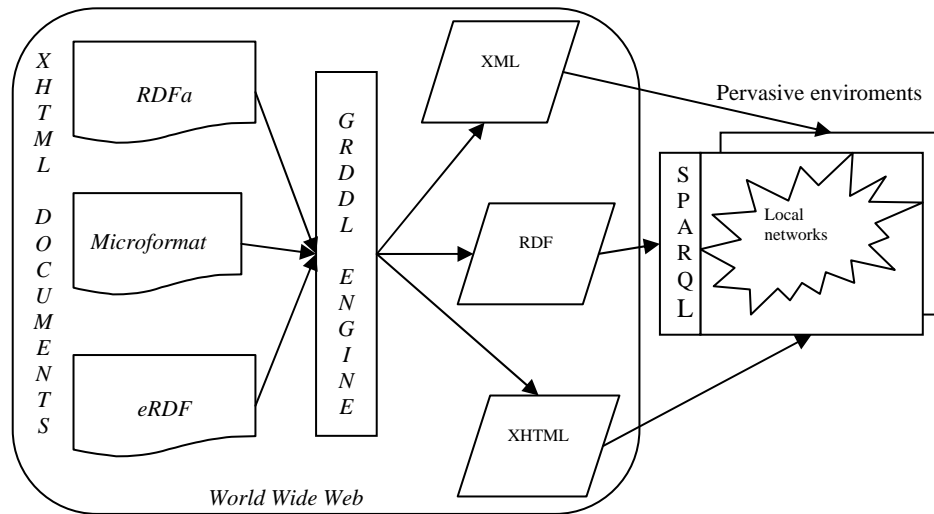 XHTML DOCUMENTS
RDFa
Microformat
eRDF
GRDDL ENGINE
XML
RDF
XHTML
World Wide Web
Pervasive enviroments
SPARQL
Local
networks